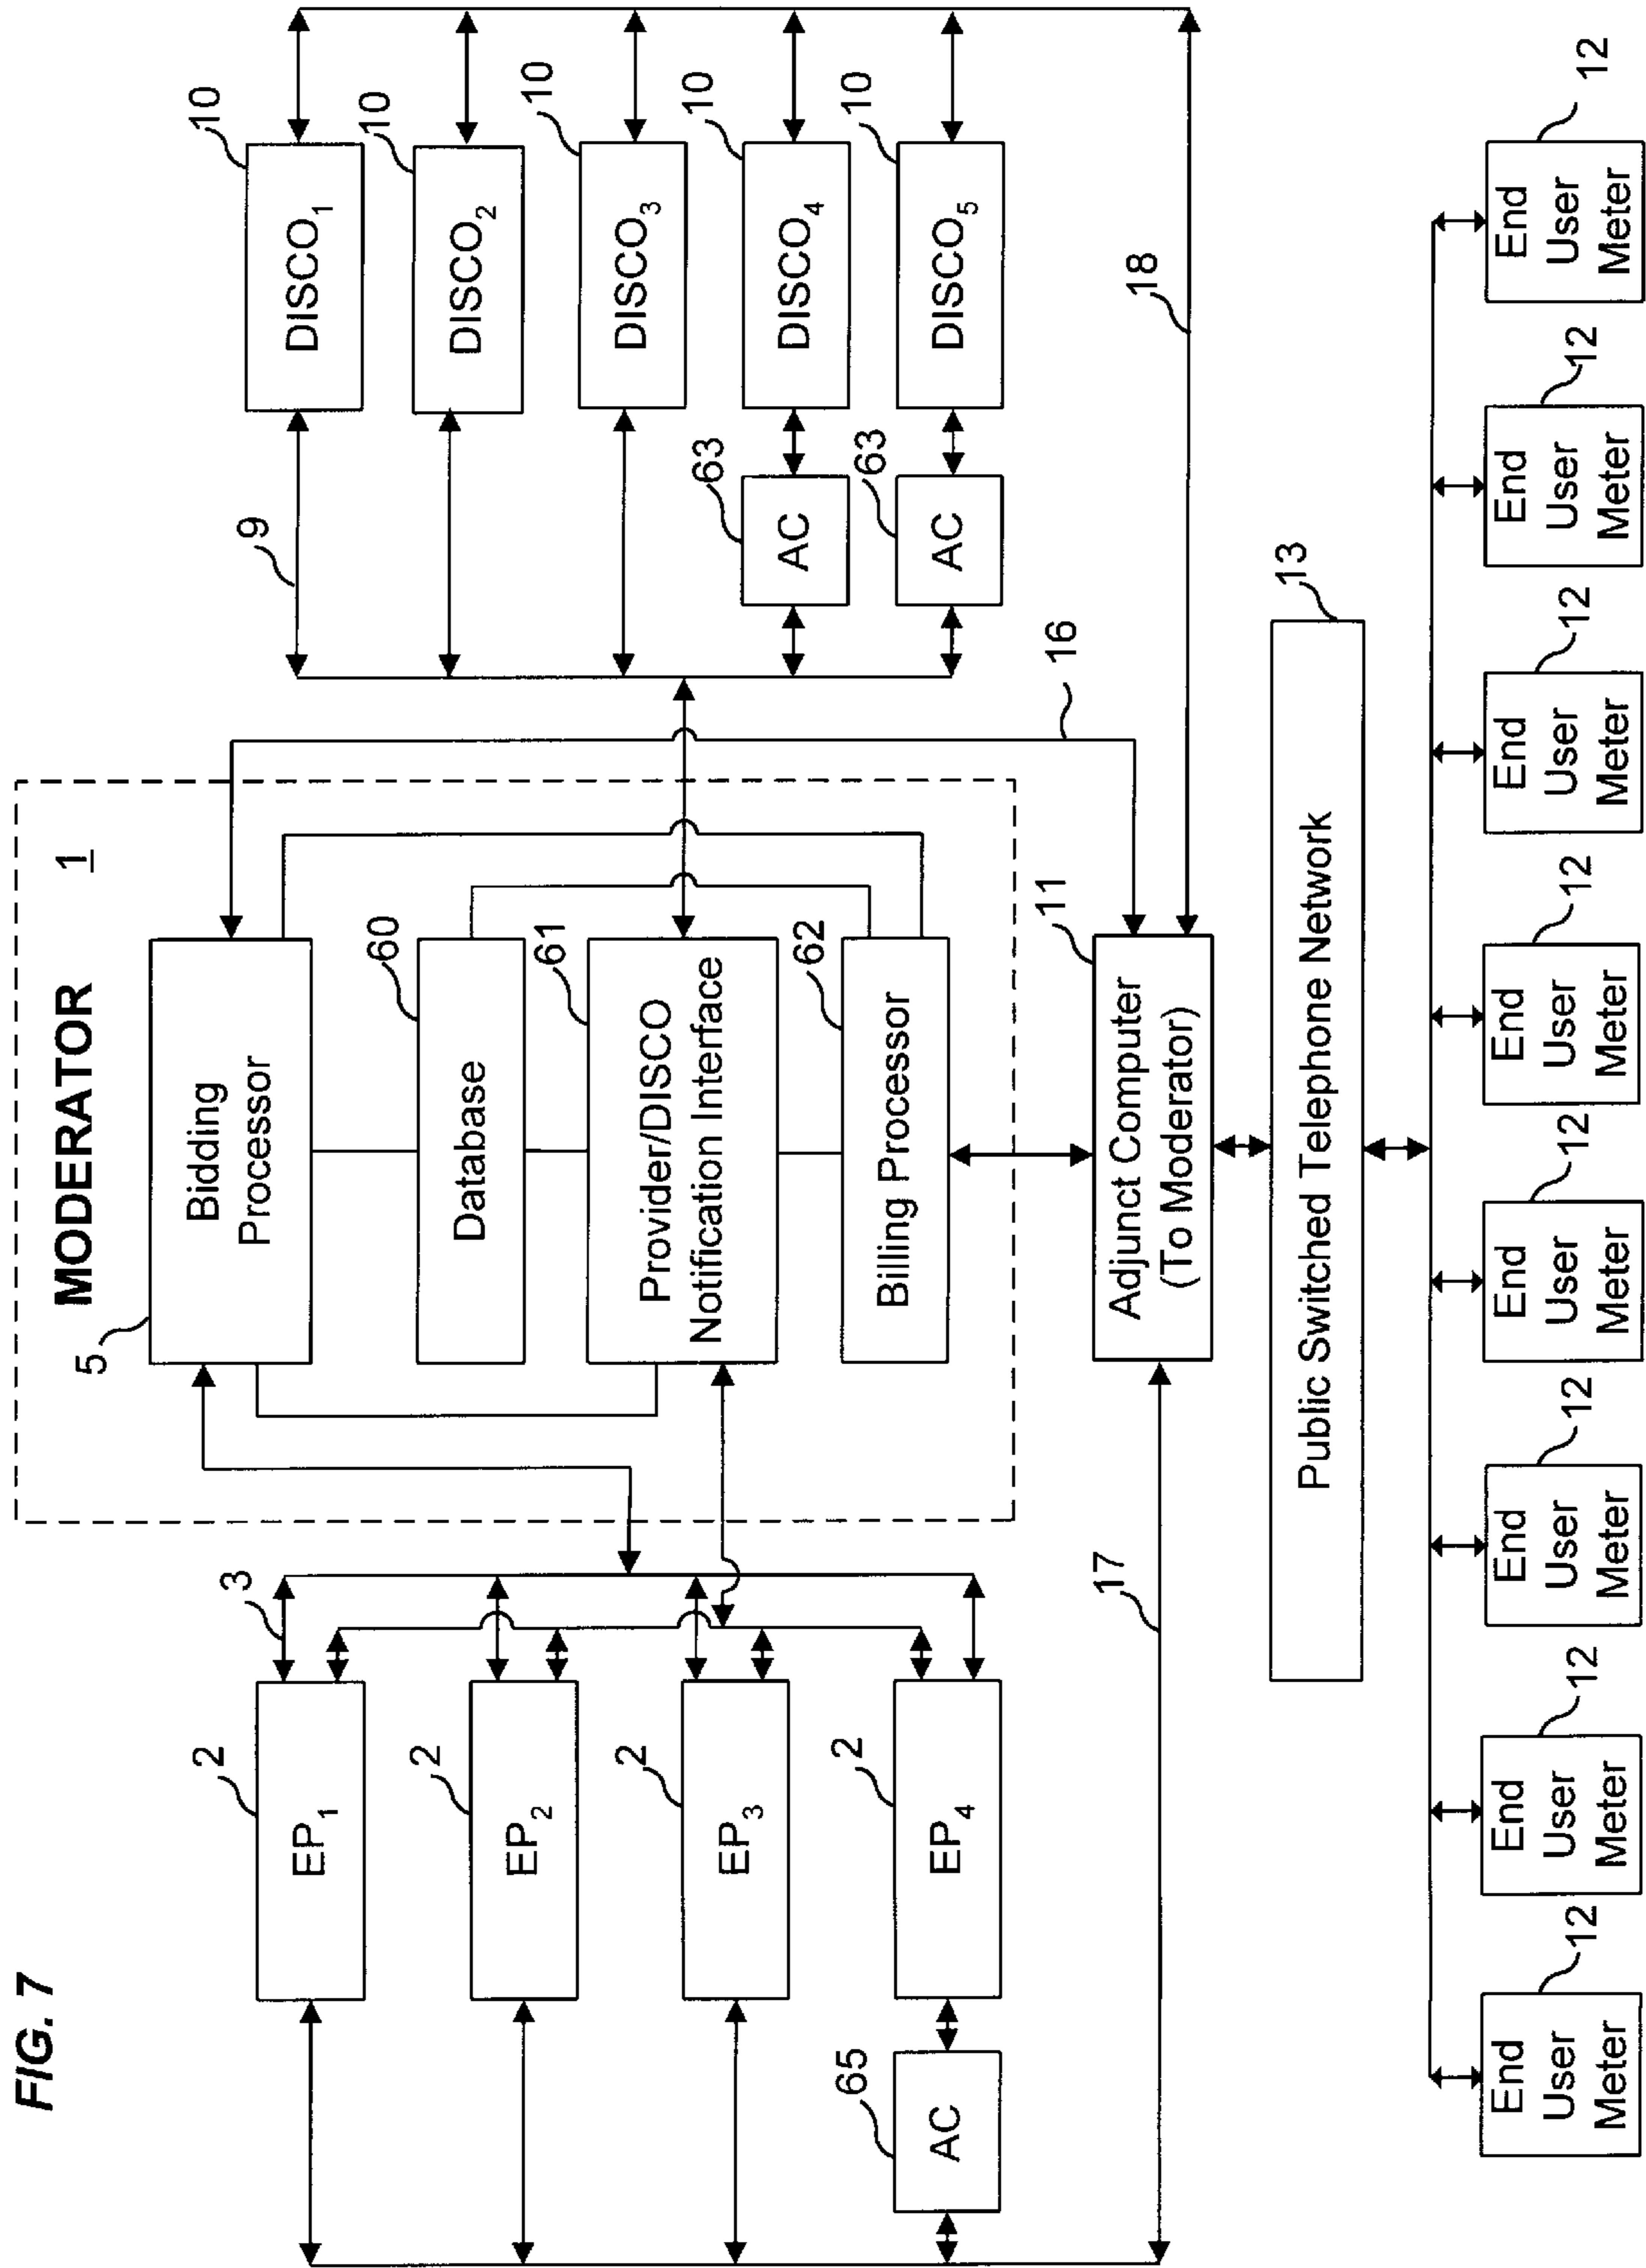 FIG. 7
MODERATOR
1
5
Bidding
Processor
60
Database
61
Provider/DISCO
Notification Interface
62
Billing Processor
3
2
EP1
2
EP2
2
EP3
2
EP4
65
AC
9
10
DISCO1
10
DISCO2
10
DISCO3
10
DISCO4
10
DISCO5
63
AC
63
AC
16
17
18
11
Adjunct Computer
(To Moderator)
13
Public Switched Telephone Network
12
End
User
Meter
12
End
User
Meter
12
End
User
Meter
12
End
User
Meter
12
End
User
Meter
12
End
User
Meter
12
End
User
Meter
12
End
User
Meter